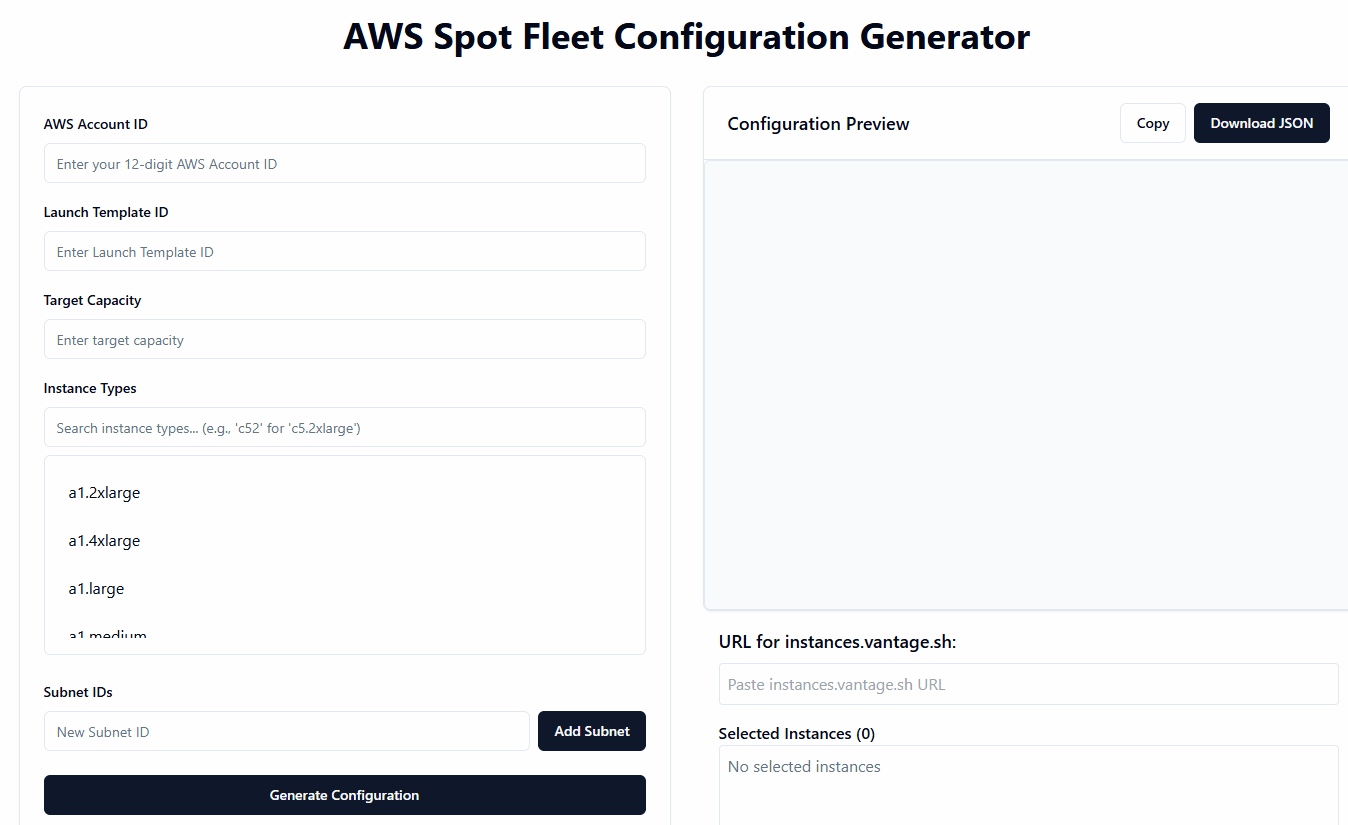 AWS Spot Fleet Configuration Generator
AWS Account ID
Enter your 12-digit AWS Account ID
Launch Template ID
Enter Launch Template ID
Target Capacity
Enter target capacity
Instance Types
Search instance types... (e.g., 'c52' for 'c5.2xlarge')
a1.2xlarge
a1.4xlarge
a1.large
a1.medium
Subnet IDs
New Subnet ID
Add Subnet
Generate Configuration
Configuration Preview
Copy
Download JSON
URL for instances.vantage.sh:
Paste instances.vantage.sh URL
Selected Instances (0)
No selected instances